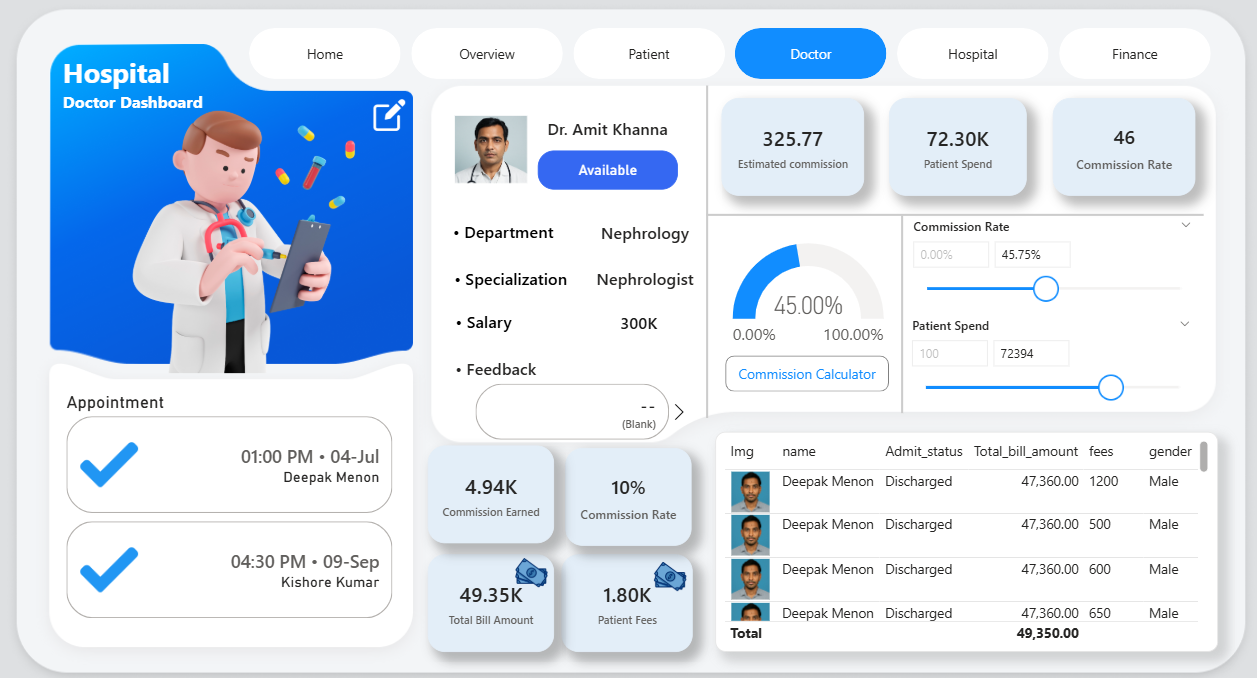 Home
Overview
Patient
Doctor
Hospital
Finance
Hospital
Doctor Dashboard
Appointment
01:00 PM • 04-Jul
Deepak Menon
04:30 PM • 09-Sep
Kishore Kumar
Dr. Amit Khanna
Available
• Department Nephrology
• Specialization Nephrologist
• Salary 300K
• Feedback
--
(Blank)
4.94K
Commission Earned
10%
Commission Rate
49.35K
Total Bill Amount
1.80K
Patient Fees
325.77
Estimated commission
72.30K
Patient Spend
46
Commission Rate
45.00%
0.00% 100.00%
Commission Calculator
Commission Rate
0.00% 45.75%
Patient Spend
100 72394
Img name Admit_status Total_bill_amount fees gender
Deepak Menon Discharged 47,360.00 1200 Male
Deepak Menon Discharged 47,360.00 500 Male
Deepak Menon Discharged 47,360.00 600 Male
Deepak Menon Discharged 47,360.00 650 Male
Total 49,350.00